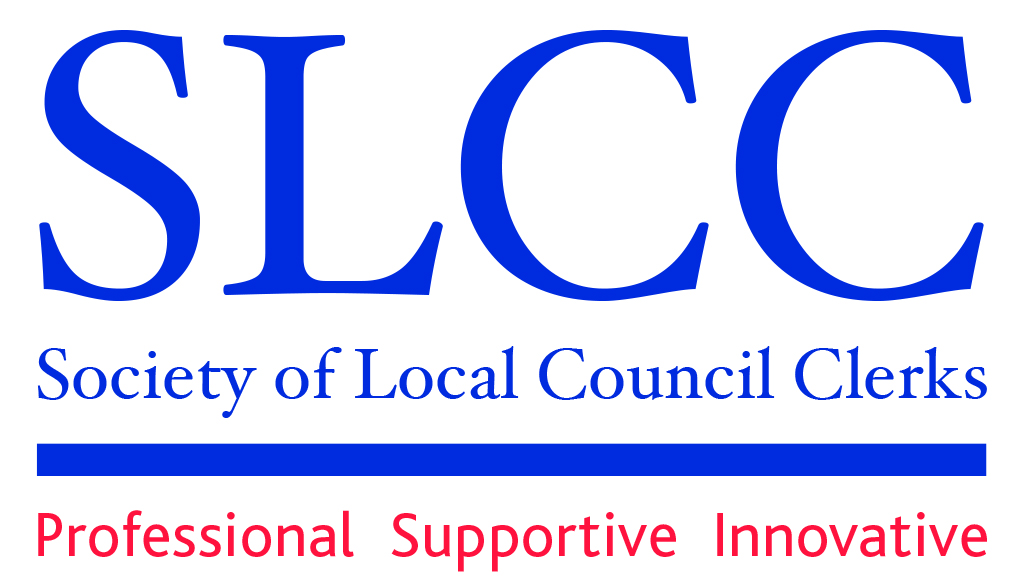 SLCC
Society of Local Council Clerks
Professional Supportive Innovative